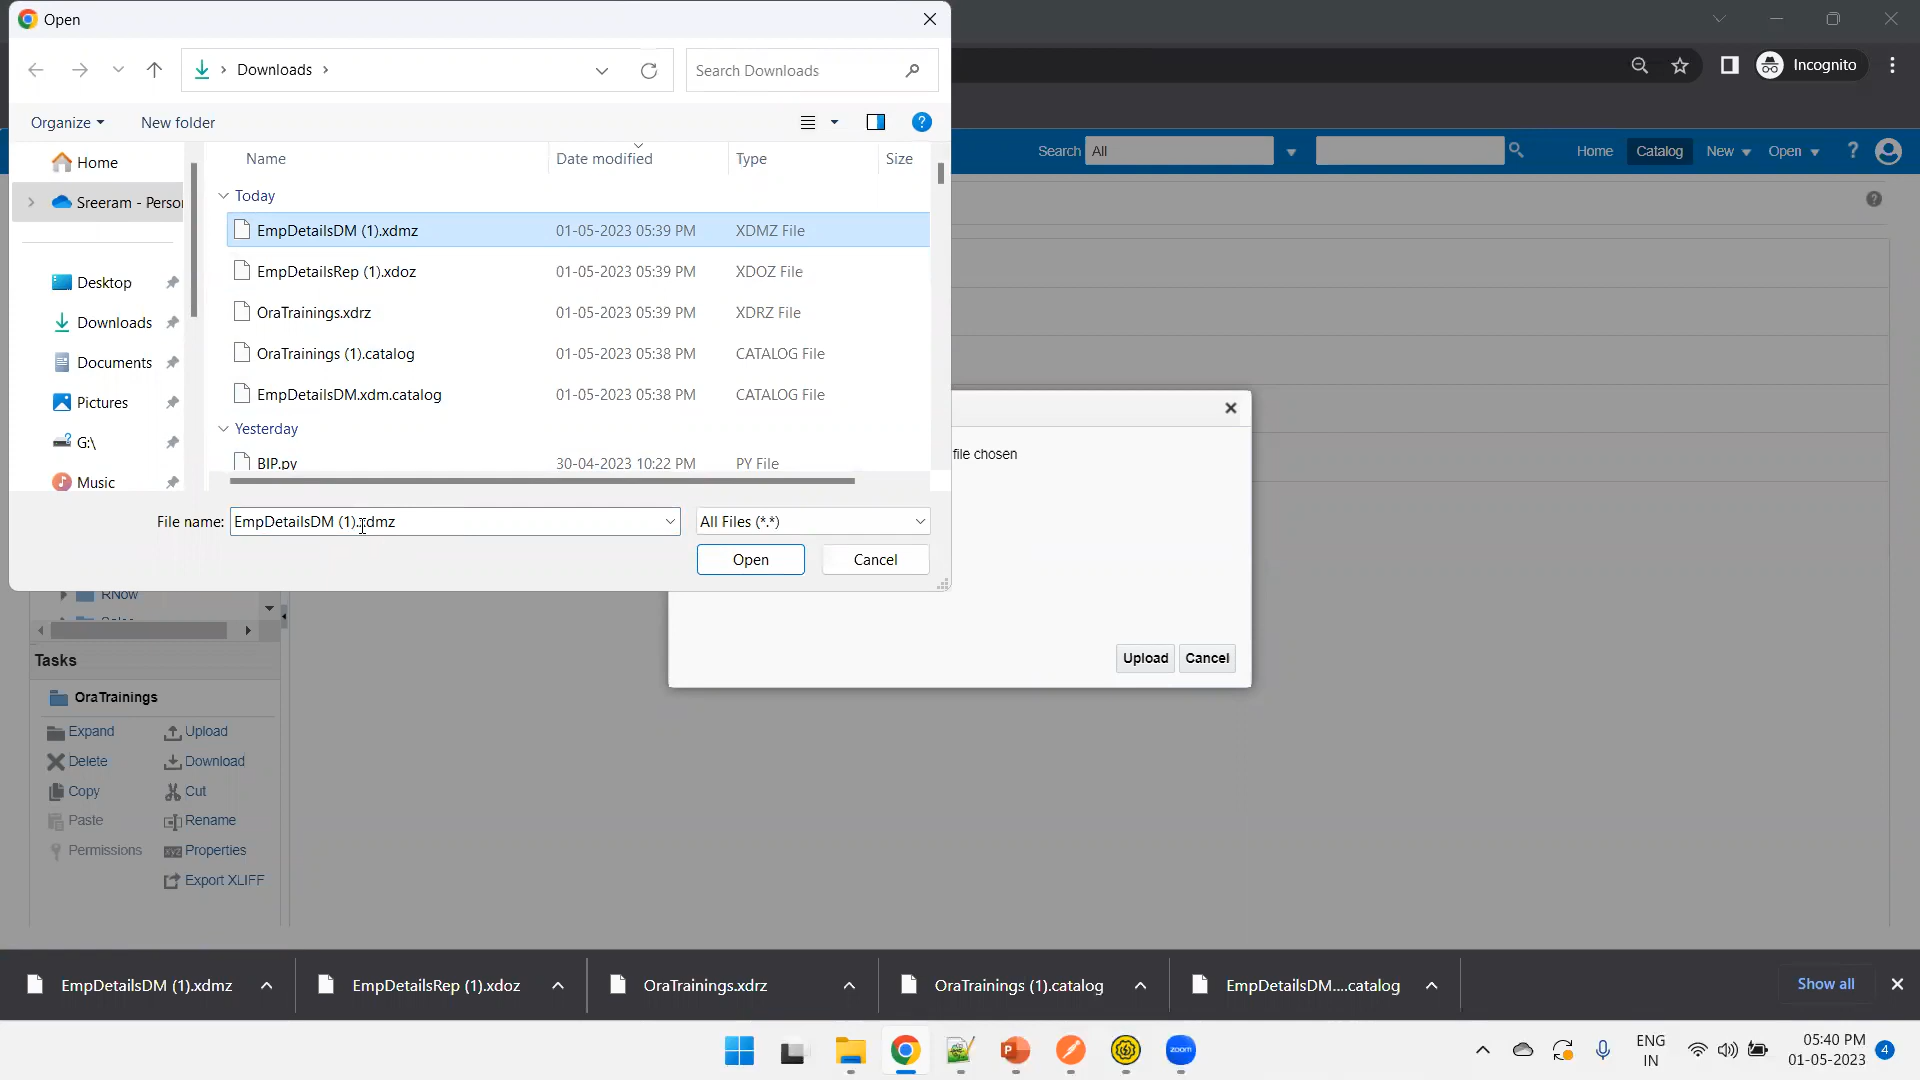 Open
Downloads
Search Downloads
Incognito
Organize
New folder
Search
All
Home
Catalog
New
Open
Home
Sreeram - Person
Desktop
Downloads
Documents
Pictures
G:\
Music
Name
Date modified
Type
Size
Today
EmpDetailsDM (1).xdmz
01-05-2023 05:39 PM
XDMZ File
EmpDetailsRep (1).xdoz
01-05-2023 05:39 PM
XDOZ File
OraTrainings.xdrz
01-05-2023 05:39 PM
XDRZ File
OraTrainings (1).catalog
01-05-2023 05:38 PM
CATALOG File
EmpDetailsDM.xdm.catalog
01-05-2023 05:38 PM
CATALOG File
Yesterday
BIP.py
30-04-2023 10:22 PM
PY File
File name:
EmpDetailsDM (1).xdmz
All Files (*.*)
Open
Cancel
file chosen
Upload
Cancel
RNow
Tasks
OraTrainings
Expand
Upload
Delete
Download
Copy
Cut
Paste
Rename
Permissions
Properties
Export XLIFF
EmpDetailsDM (1).xdmz
EmpDetailsRep (1).xdoz
OraTrainings.xdrz
OraTrainings (1).catalog
EmpDetailsDM....catalog
Show all
zoom
ENG
IN
05:40 PM
01-05-2023
4